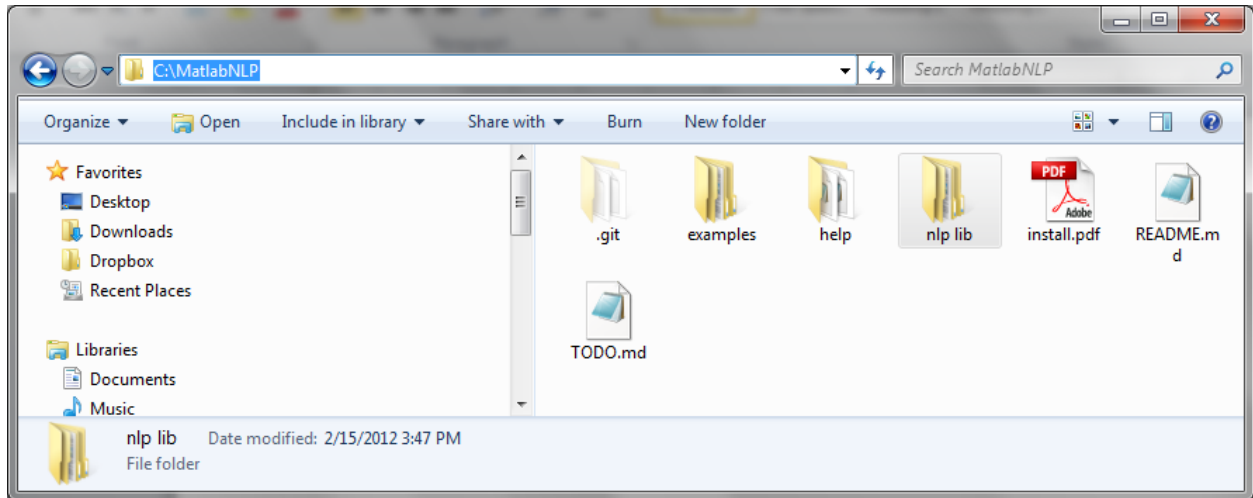 C:\MatlabNLP
Search MatlabNLP
Organize Open Include in library Share with Burn New folder
Favorites
Desktop
Downloads
Dropbox
Recent Places
Libraries
Documents
Music
.git examples help nlp lib install.pdf README.m
d
PDF
Adobe
TODO.md
nlp lib Date modified: 2/15/2012 3:47 PM
File folder